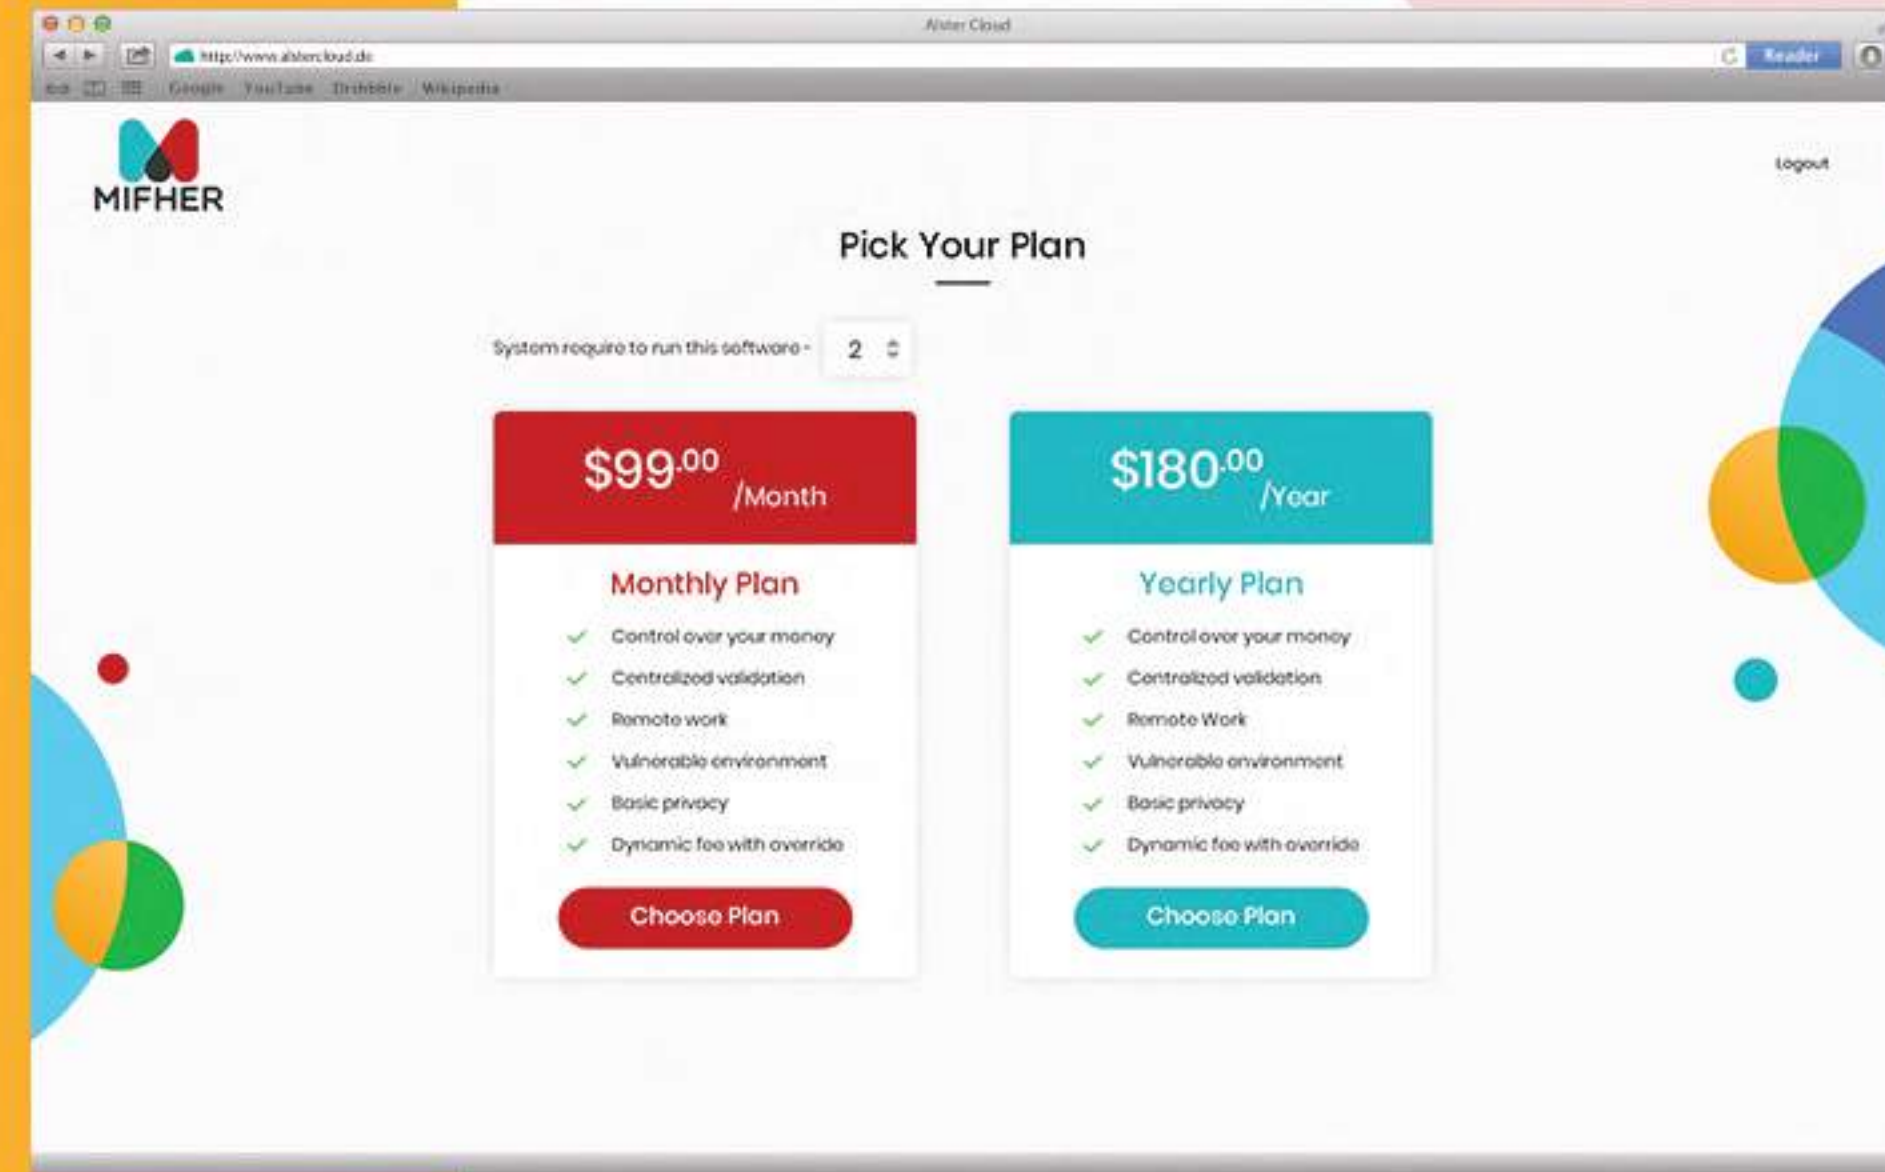 Alster Cloud
http://www.alstercloud.de
Reader
Google YouTube Dribbble Wikipedia
MIFHER
Logout
Pick Your Plan
System require to run this software - 2
$99.00 /Month
Monthly Plan
Control over your money
Centralized validation
Remote work
Vulnerable environment
Basic privacy
Dynamic fee with override
Choose Plan
$180.00 /Year
Yearly Plan
Control over your money
Centralized validation
Remote Work
Vulnerable environment
Basic privacy
Dynamic fee with override
Choose Plan